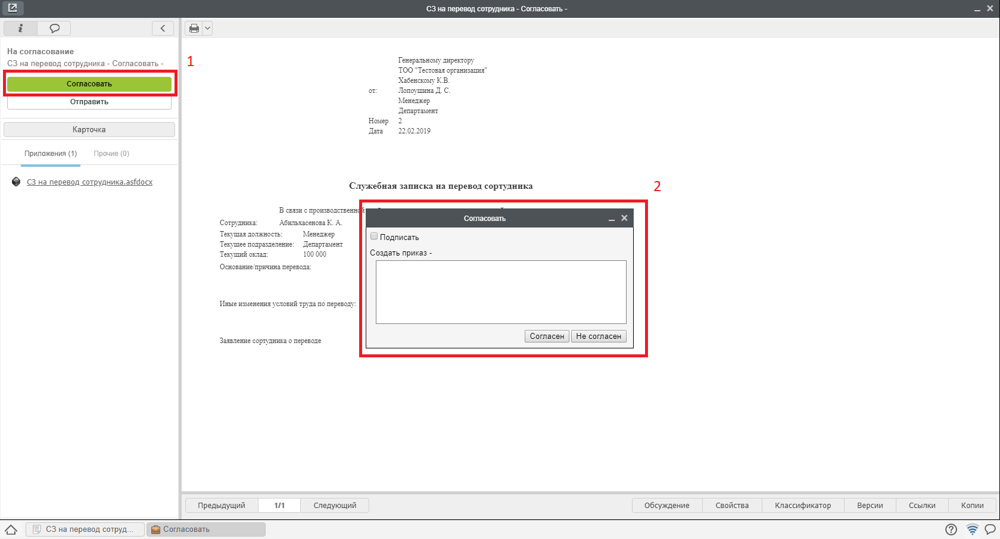 СЗ на перевод сотрудника - Согласовать -
На согласование
СЗ на перевод сотрудника - Согласовать -
Согласовать
Отправить
Карточка
Приложения (1) Прочие (0)
СЗ на перевод сотрудника.asfdocx
1
Генеральному директору
ТОО "Тестовая организация"
Хабенскому К.В.
от: Лопоушина Д. С.
Менеджер
Департамент
Номер 2
Дата 22.02.2019
Служебная записка на перевод сортудника
2
В связи с производственной
Сотрудника: Абильхасенова К. А.
Текущая должность: Менеджер
Текущее подразделение: Департамент
Текущий оклад: 100 000
Основание/причина перевода:
Иные изменения условий труда по переводу:
Заявление сортудника о переводе
Согласовать
Подписать
Создать приказ -
Согласен Не согласен
Предыдущий 1/1 Следующий
Обсуждение Свойства Классификатор Версии Ссылки Копии
СЗ на перевод сотруд... Согласовать